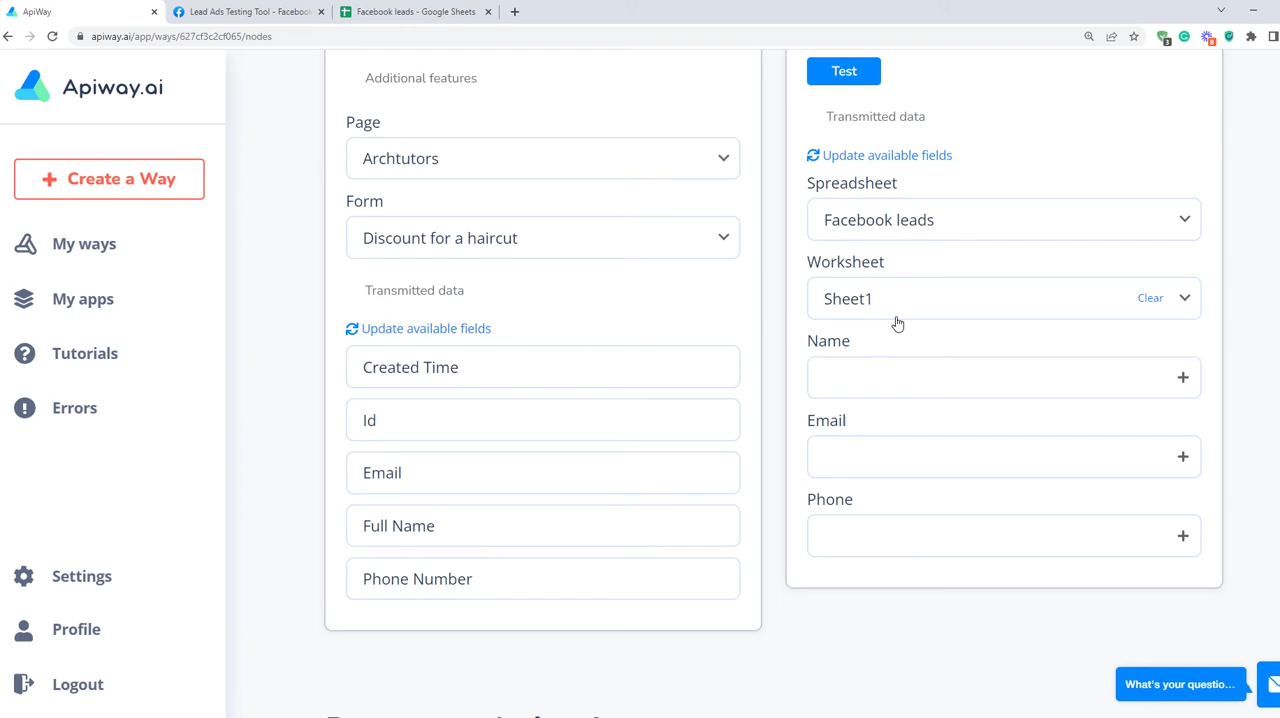 ApiWay
Lead Ads Testing Tool - Facebook
Facebook leads - Google Sheets
apiway.ai/app/ways/627cf3c2cf065/nodes
3
8
Apiway.ai
Create a Way
My ways
My apps
Tutorials
Errors
Settings
Profile
Logout
Additional features
Page
Archtutors
Form
Discount for a haircut
Transmitted data
Update available fields
Created Time
Id
Email
Full Name
Phone Number
Test
Transmitted data
Update available fields
Spreadsheet
Facebook leads
Worksheet
Sheet1
Clear
Name
Email
Phone
What's your questio...